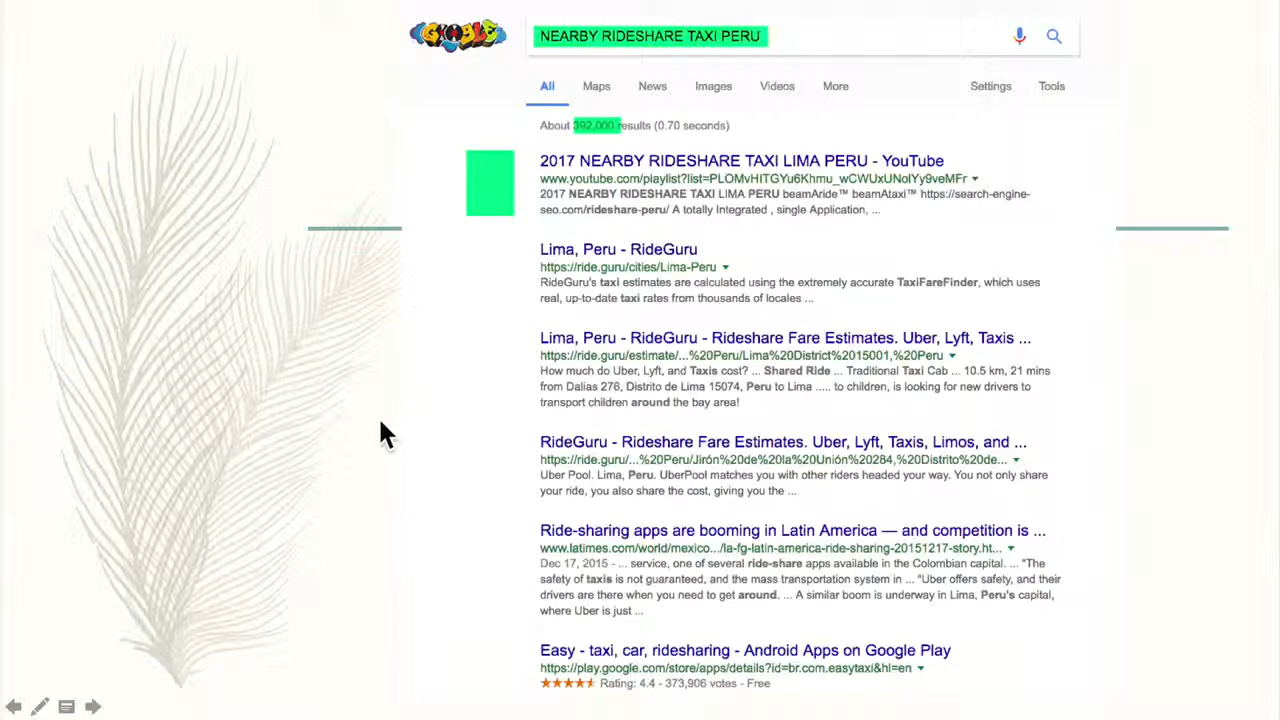 GOOGLE
NEARBY RIDESHARE TAXI PERU
All Maps News Images Videos More Settings Tools
About 392,000 results (0.70 seconds)
2017 NEARBY RIDESHARE TAXI LIMA PERU - YouTube
www.youtube.com/playlist?list=PLOMvHITGYu6Khmu_wCWUxUNoIYy9veMFr
2017 NEARBY RIDESHARE TAXI LIMA PERU beamAride™ beamAtaxi™ https://search-engine-
seo.com/rideshare-peru/ A totally Integrated , single Application, ...
Lima, Peru - RideGuru
https://ride.guru/cities/Lima-Peru
RideGuru's taxi estimates are calculated using the extremely accurate TaxiFareFinder, which uses
real, up-to-date taxi rates from thousands of locales ...
Lima, Peru - RideGuru - Rideshare Fare Estimates. Uber, Lyft, Taxis ...
https://ride.guru/estimate/...%20Peru/Lima%20District%2015001,%20Peru
How much do Uber, Lyft, and Taxis cost? ... Shared Ride ... Traditional Taxi Cab ... 10.5 km, 21 mins
from Dalias 276, Distrito de Lima 15074, Peru to Lima ..... to children, is looking for new drivers to
transport children around the bay area!
RideGuru - Rideshare Fare Estimates. Uber, Lyft, Taxis, Limos, and ...
https://ride.guru/...%20Peru/Jirón%20de%20la%20Unión%20284,%20Distrito%20de...
Uber Pool. Lima, Peru. UberPool matches you with other riders headed your way. You not only share
your ride, you also share the cost, giving you the ...
Ride-sharing apps are booming in Latin America — and competition is ...
www.latimes.com/world/mexico.../la-fg-latin-america-ride-sharing-20151217-story.ht...
Dec 17, 2015 - ... service, one of several ride-share apps available in the Colombian capital. ... "The
safety of taxis is not guaranteed, and the mass transportation system in ... "Uber offers safety, and their
drivers are there when you need to get around. ... A similar boom is underway in Lima, Peru's capital,
where Uber is just ...
Easy - taxi, car, ridesharing - Android Apps on Google Play
https://play.google.com/store/apps/details?id=br.com.easytaxi&hl=en
Rating: 4.4 - 373,906 votes - Free